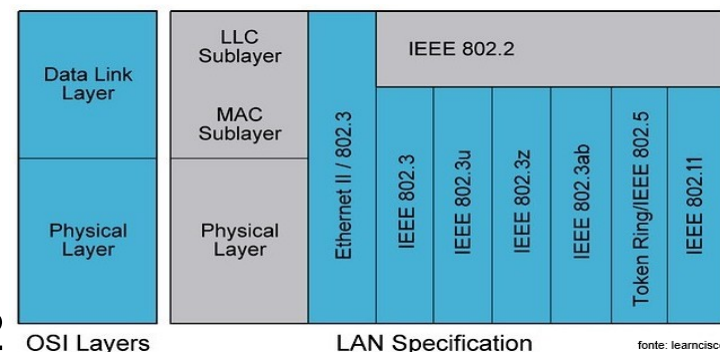 Data Link
Layer
Physical
Layer
LLC
Sublayer
MAC
Sublayer
Physical
Layer
Ethernet II / 802.3
IEEE 802.2
IEEE 802.3
IEEE 802.3u
IEEE 802.3z
IEEE 802.3ab
Token Ring/IEEE 802.5
IEEE 802.11
OSI Layers
LAN Specification
fonte: learncisco